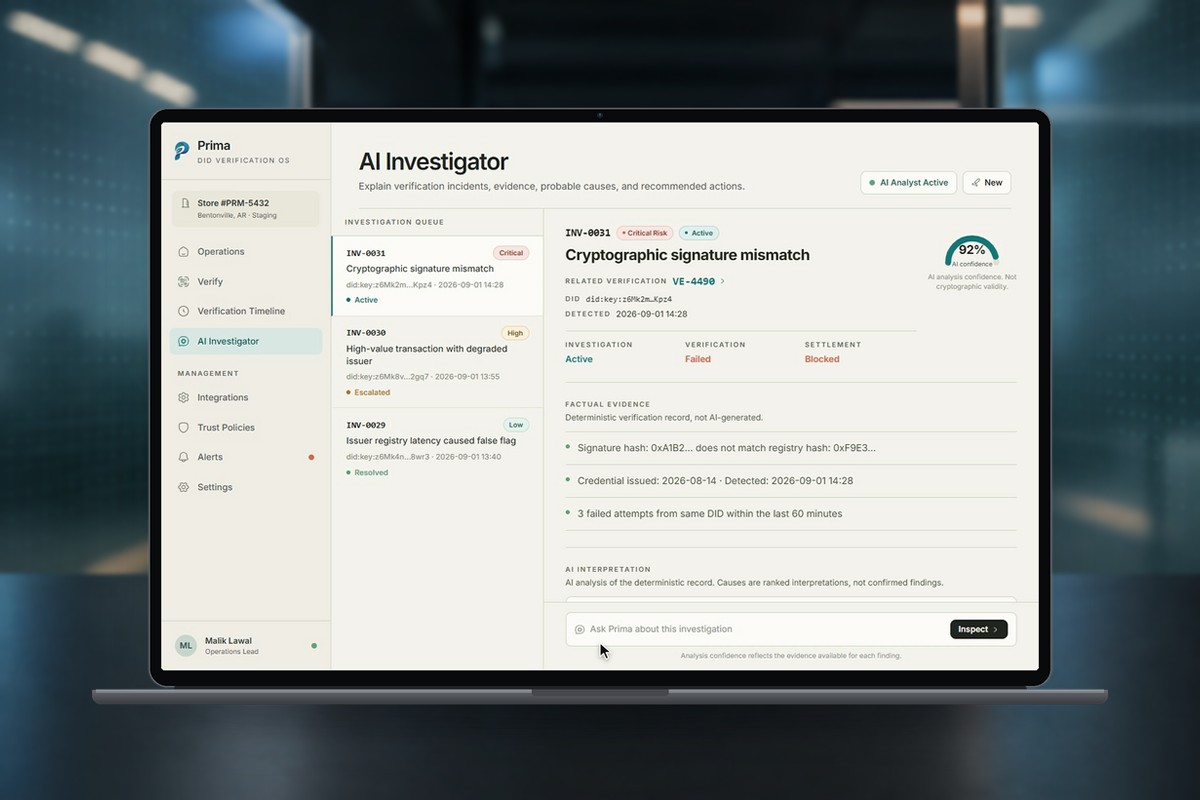 Prima
DID VERIFICATION OS
Store #PRM-5432
Bentonville, AR · Staging
Operations
Verify
Verification Timeline
AI Investigator
MANAGEMENT
Integrations
Trust Policies
Alerts
Settings
ML
Malik Lawal
Operations Lead
AI Investigator
Explain verification incidents, evidence, probable causes, and recommended actions.
AI Analyst Active
New
INVESTIGATION QUEUE
INV-0031
Critical
Cryptographic signature mismatch
did:key:z6Mk2m...Kpz4 · 2026-09-01 14:28
Active
INV-0030
High
High-value transaction with degraded
issuer
did:key:z6Mk8v...2gq7 · 2026-09-01 13:55
Escalated
INV-0029
Low
Issuer registry latency caused false flag
did:key:z6Mk4n...8wr3 · 2026-09-01 13:40
Resolved
INV-0031 • Critical Risk • Active
Cryptographic signature mismatch
RELATED VERIFICATION VE-4490 >
DID did:key:z6Mk2m…Kpz4
DETECTED 2026-09-01 14:28
92%
AI confidence
AI analysis confidence. Not
cryptographic validity.
INVESTIGATION VERIFICATION SETTLEMENT
Active Failed Blocked
FACTUAL EVIDENCE
Deterministic verification record, not AI-generated.
• Signature hash: 0xA1B2... does not match registry hash: 0xF9E3...
• Credential issued: 2026-08-14 · Detected: 2026-09-01 14:28
• 3 failed attempts from same DID within the last 60 minutes
AI INTERPRETATION
AI analysis of the deterministic record. Causes are ranked interpretations, not confirmed findings.
Ask Prima about this investigation
Inspect >
Analysis confidence reflects the evidence available for each finding.